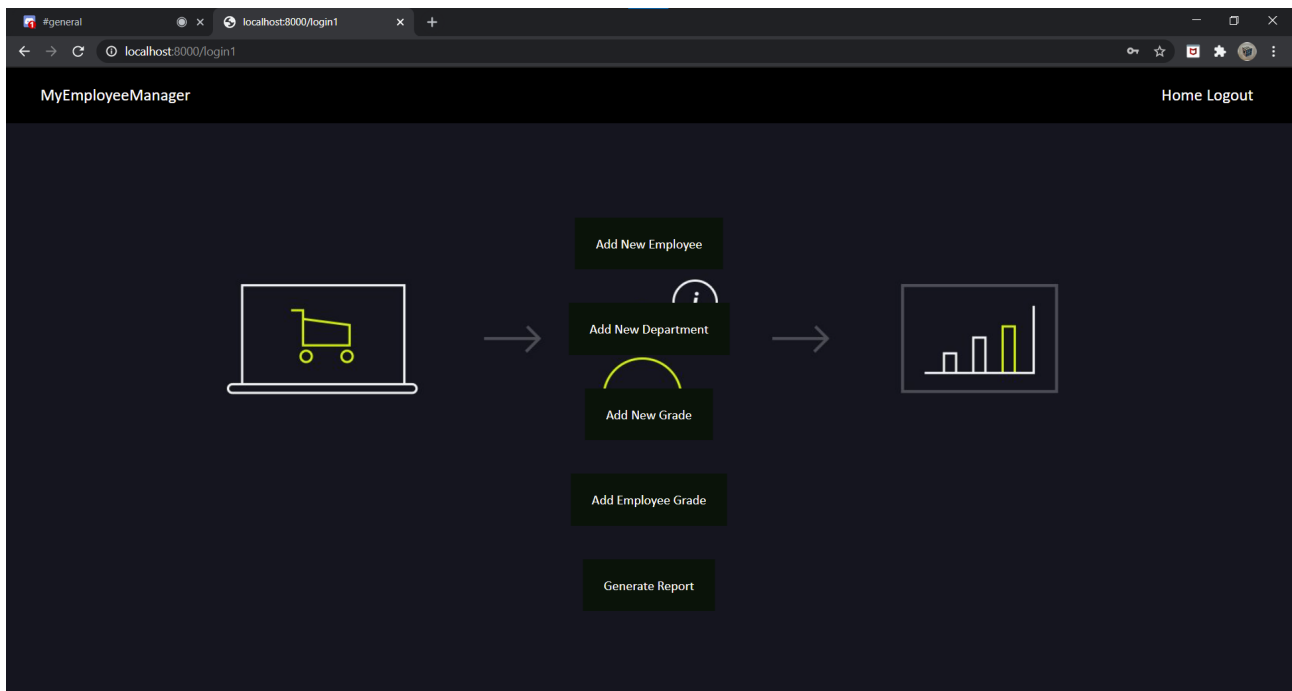 #general
localhost:8000/login1
localhost:8000/login1
MyEmployeeManager
Home Logout
Add New Employee
i
Add New Department
Add New Grade
Add Employee Grade
Generate Report